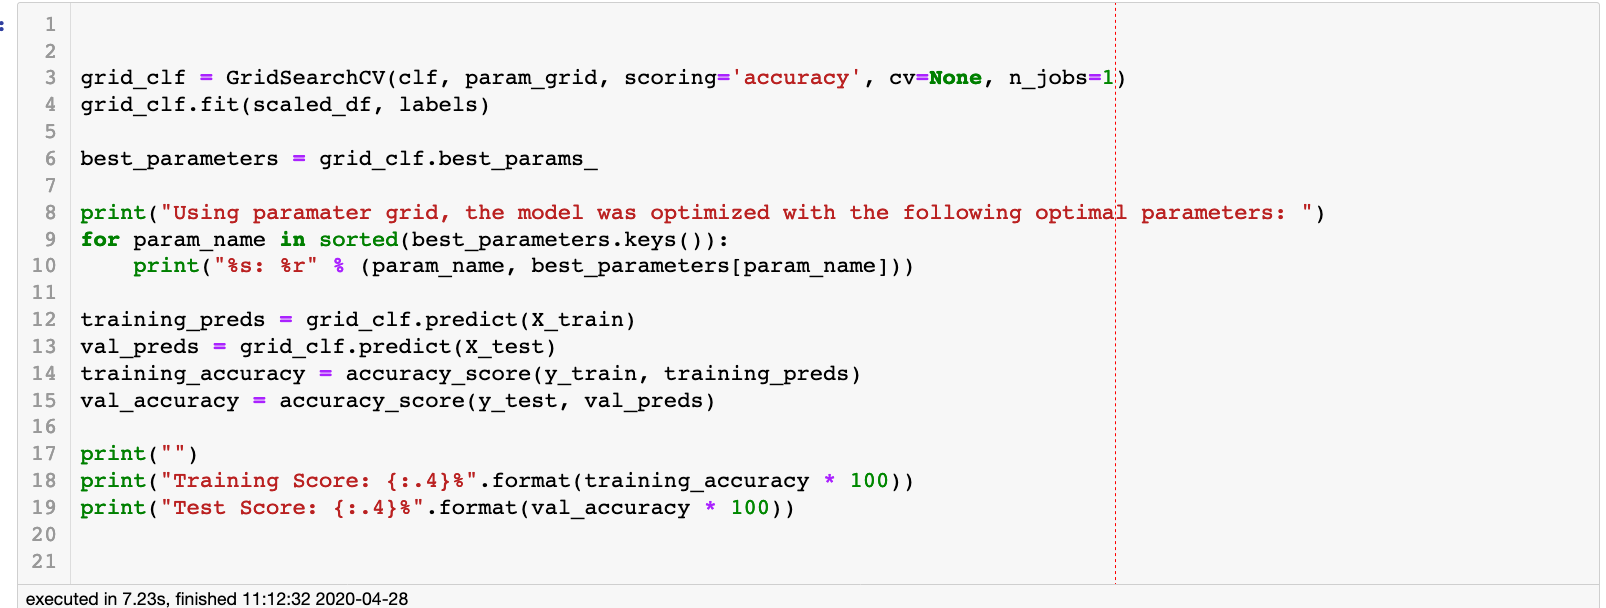 :
1
2
3 grid_clf = GridSearchCV(clf, param_grid, scoring='accuracy', cv=None, n_jobs=1)
4 grid_clf.fit(scaled_df, labels)
5
6 best_parameters = grid_clf.best_params_
7
8 print("Using paramater grid, the model was optimized with the following optimal parameters: ")
9 for param_name in sorted(best_parameters.keys()):
10     print("%s: %r" % (param_name, best_parameters[param_name]))
11
12 training_preds = grid_clf.predict(X_train)
13 val_preds = grid_clf.predict(X_test)
14 training_accuracy = accuracy_score(y_train, training_preds)
15 val_accuracy = accuracy_score(y_test, val_preds)
16
17 print("")
18 print("Training Score: {:.4}%".format(training_accuracy * 100))
19 print("Test Score: {:.4}%".format(val_accuracy * 100))
20
21
executed in 7.23s, finished 11:12:32 2020-04-28